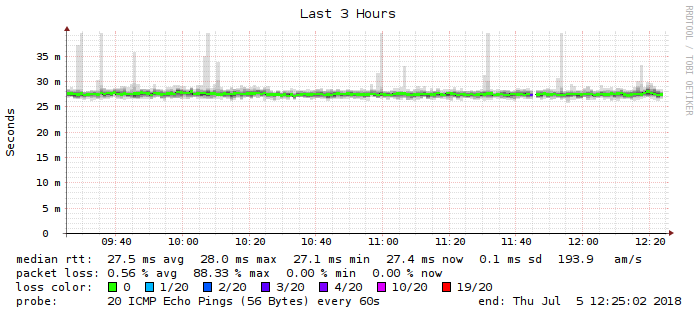 Last 3 Hours
RRDTOOL / TOBI OETIKER
Seconds
35 m
30 m
25 m
20 m
15 m
10 m
5 m
0
09:40 10:00 10:20 10:40 11:00 11:20 11:40 12:00 12:20
median rtt: 27.5 ms avg 28.0 ms max 27.1 ms min 27.4 ms now 0.1 ms sd 193.9 am/s
packet loss: 0.56 % avg 88.33 % max 0.00 % min 0.00 % now
loss color: 0 1/20 2/20 3/20 4/20 10/20 19/20
probe: 20 ICMP Echo Pings (56 Bytes) every 60s end: Thu Jul 5 12:25:02 2018